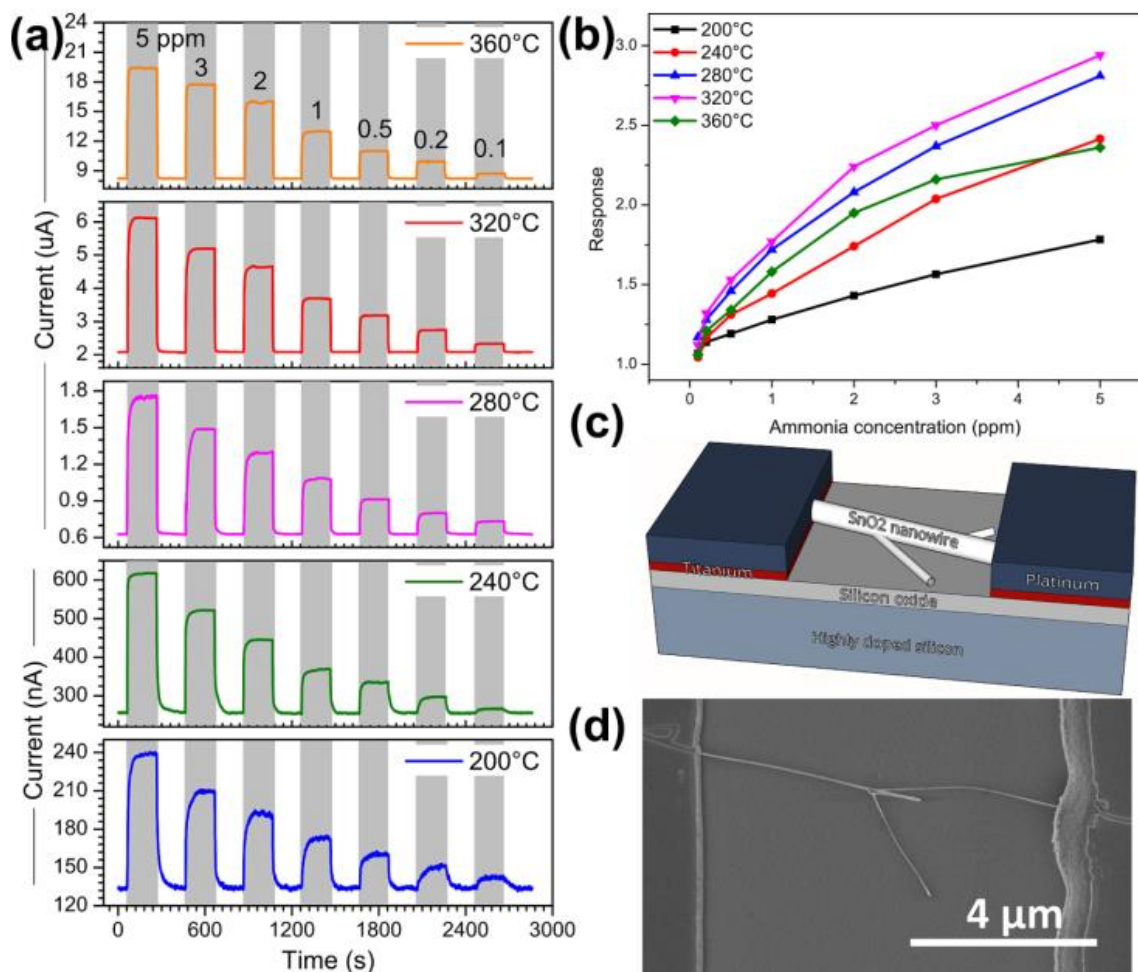 (a)
24
21
18
15
12
9
5 ppm
3
2
1
0.5
0.2
0.1
360°C
6
5
4
3
2
320°C
Current (uA)
1.8
1.5
1.2
0.9
0.6
280°C
600
500
400
300
240°C
Current (nA)
240
210
180
150
120
200°C
0 600 1200 1800 2400 3000
Time (s)
(b)
200°C
240°C
280°C
320°C
360°C
3.0
2.5
2.0
1.5
1.0
Response
0 1 2 3 4 5
Ammonia concentration (ppm)
(c)
SnO2 nanowire
Titanium
Platinum
Silicon oxide
Highly doped silicon
(d)
4 μm